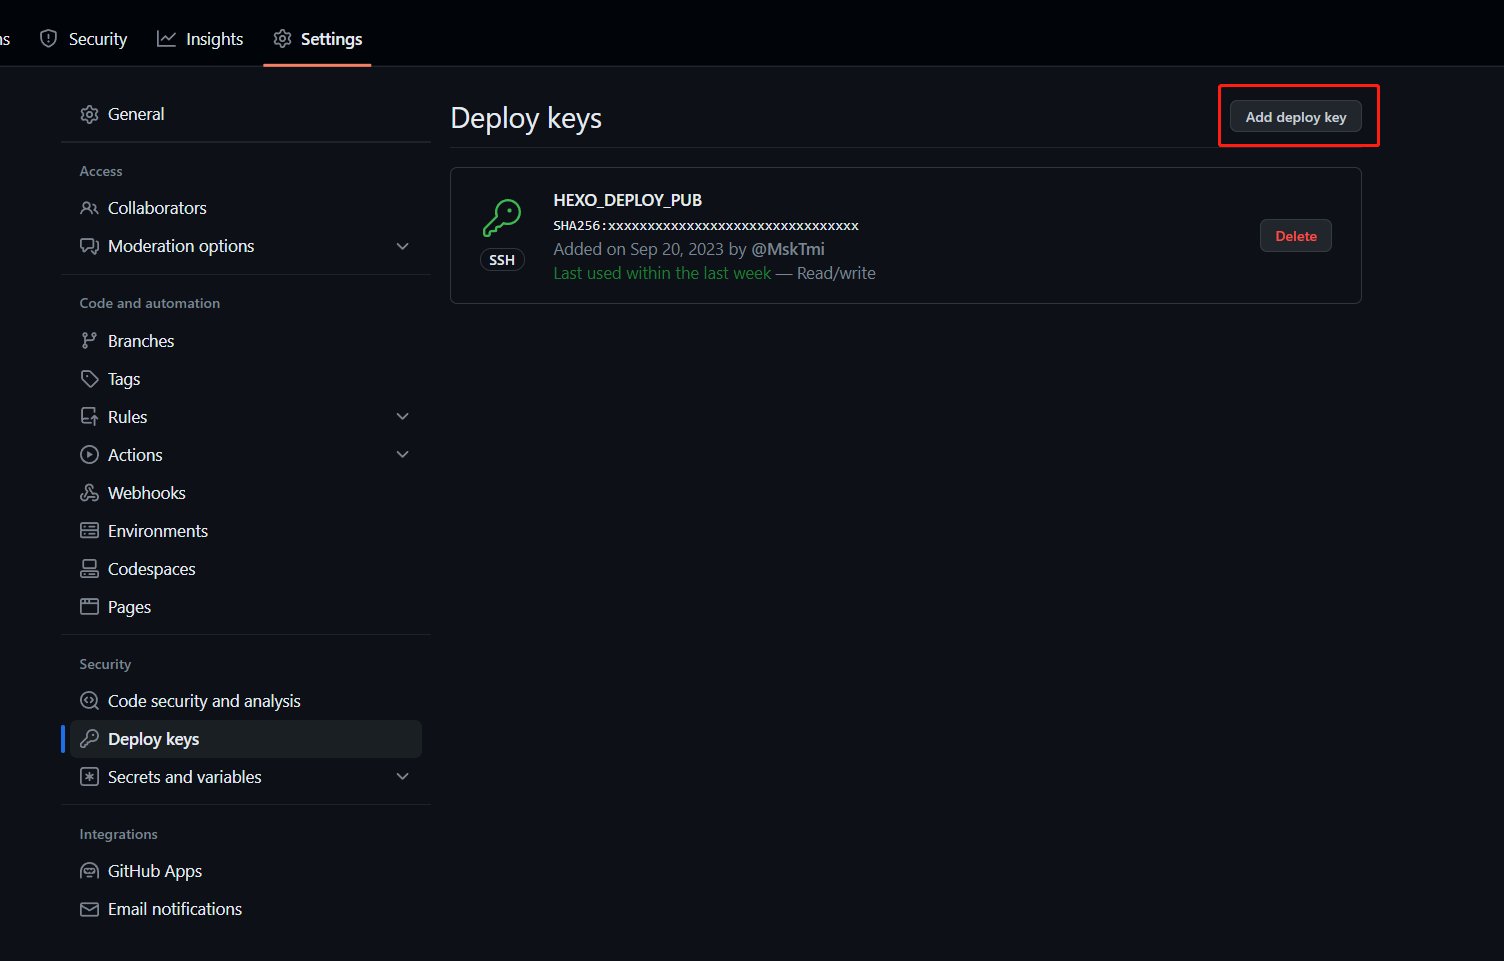 ns Security Insights Settings
General
Access
Collaborators
Moderation options
Code and automation
Branches
Tags
Rules
Actions
Webhooks
Environments
Codespaces
Pages
Security
Code security and analysis
Deploy keys
Secrets and variables
Integrations
GitHub Apps
Email notifications
Deploy keys
Add deploy key
HEXO_DEPLOY_PUB
SHA256:xxxxxxxxxxxxxxxxxxxxxxxxxxxxxxxx
Added on Sep 20, 2023 by @MskTmi
Last used within the last week — Read/write
SSH
Delete